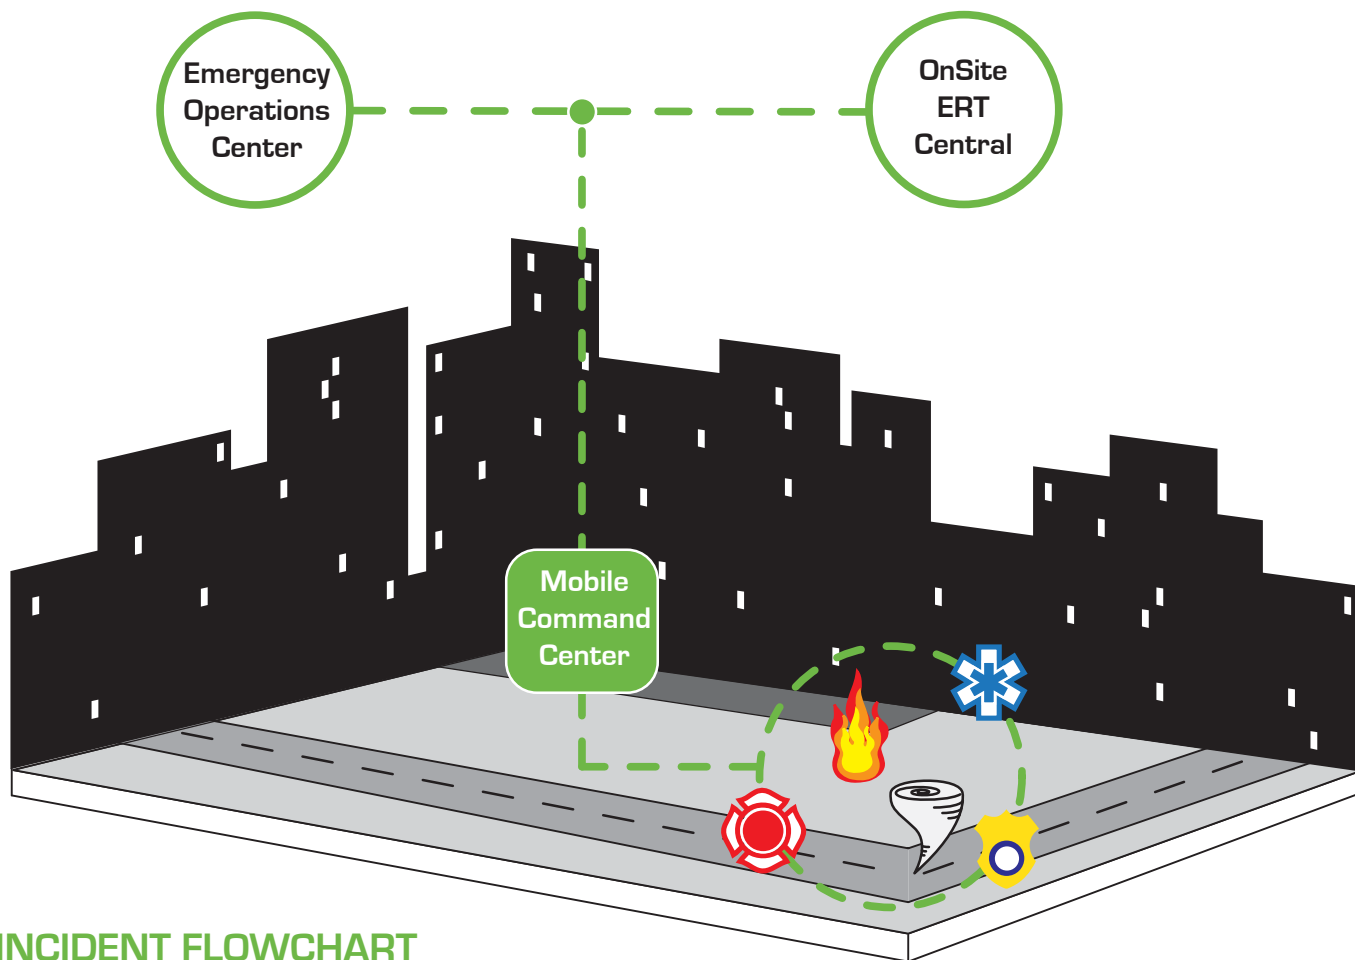 Emergency
Operations
Center
OnSite
ERT
Central
Mobile
Command
Center
INCIDENT FLOWCHART